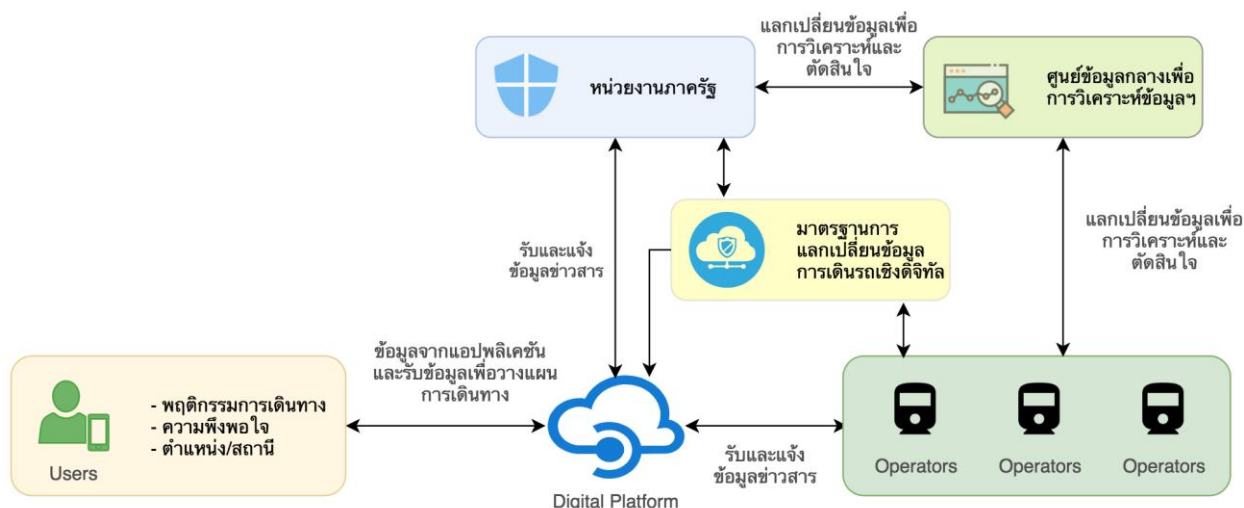 แลกเปลี่ยนข้อมูลเพื่อ
การวิเคราะห์และ
ตัดสินใจ
หน่วยงานภาครัฐ
ศูนย์ข้อมูลกลางเพื่อ
การวิเคราะห์ข้อมูลฯ
มาตรฐานการ
แลกเปลี่ยนข้อมูล
การเดินรถเชิงดิจิทัล
แลกเปลี่ยนข้อมูลเพื่อ
การวิเคราะห์และ
ตัดสินใจ
รับและแจ้ง
ข้อมูลข่าวสาร
ข้อมูลจากแอปพลิเคชัน
และรับข้อมูลเพื่อวางแผน
การเดินทาง
- พฤติกรรมการเดินทาง
- ความพึงพอใจ
- ตำแหน่ง/สถานี
Users
Digital Platform
รับและแจ้ง
ข้อมูลข่าวสาร
Operators
Operators
Operators